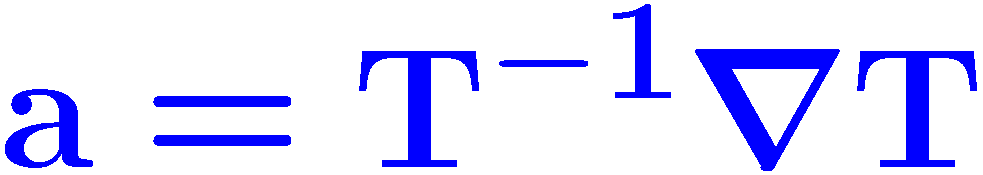 a = T⁻¹∇T